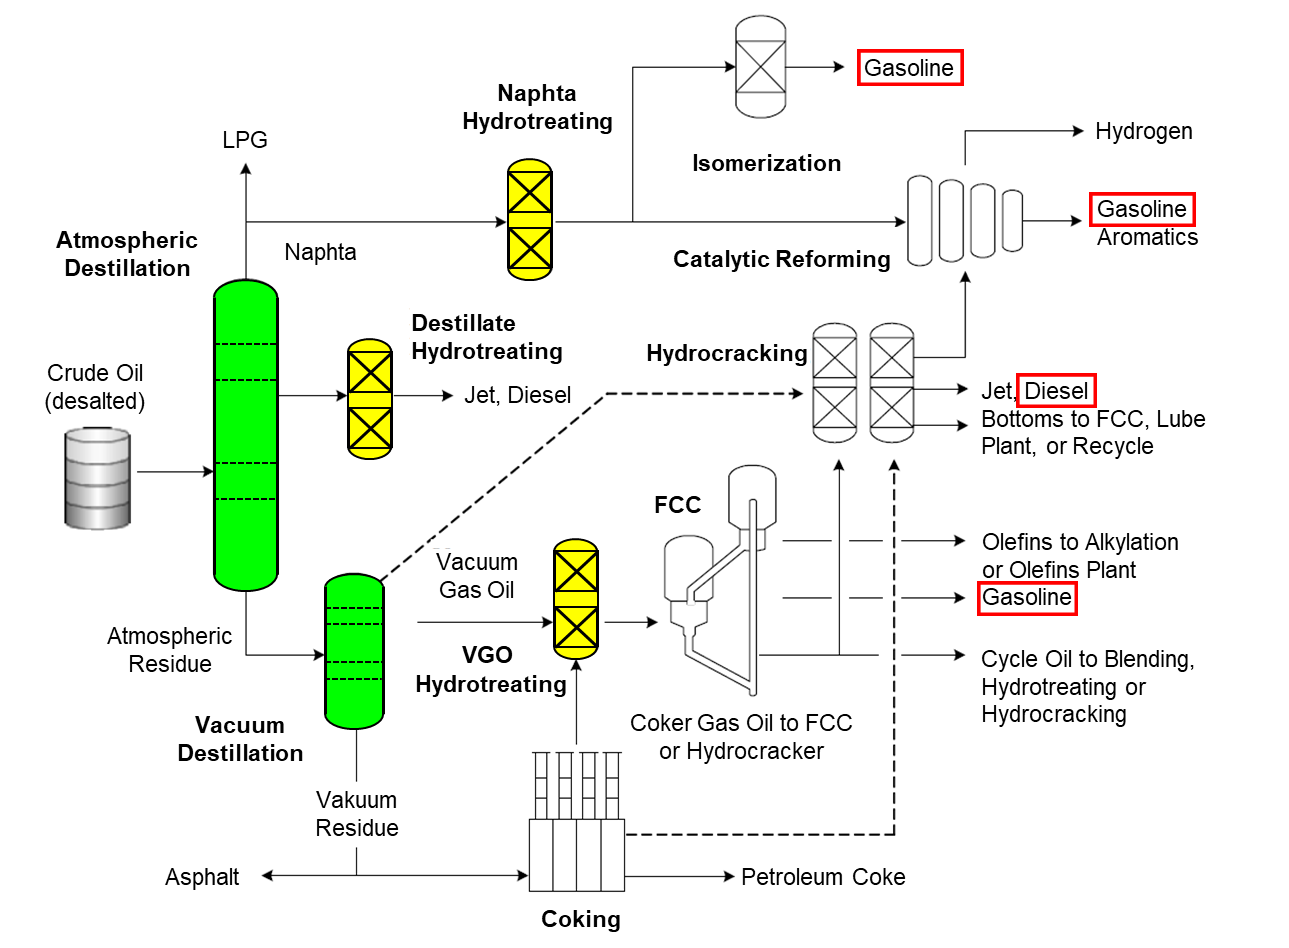 Gasoline
Naphta
Hydrotreating
Hydrogen
LPG
Isomerization
Gasoline
Aromatics
Atmospheric
Destillation
Naphta
Catalytic Reforming
Destillate
Hydrotreating
Hydrocracking
Crude Oil
(desalted)
Jet, Diesel
Jet, Diesel
Bottoms to FCC, Lube
Plant, or Recycle
FCC
Vacuum
Gas Oil
Olefins to Alkylation
or Olefins Plant
Gasoline
Atmospheric
Residue
VGO
Hydrotreating
Cycle Oil to Blending,
Hydrotreating or
Hydrocracking
Vacuum
Destillation
Coker Gas Oil to FCC
or Hydrocracker
Vakuum
Residue
Asphalt
Petroleum Coke
Coking